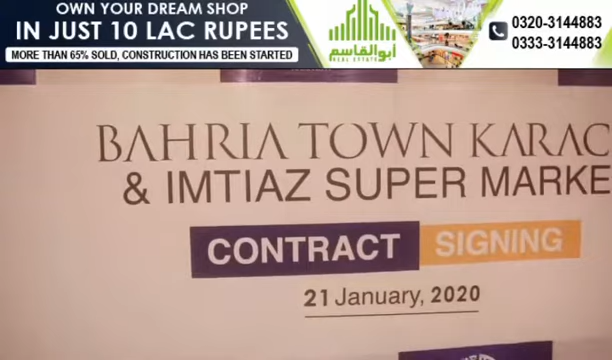 OWN YOUR DREAM SHOP
IN JUST 10 LAC RUPEES
MORE THAN 65% SOLD, CONSTRUCTION HAS BEEN STARTED
أبوالقاسم
REAL ESTATE
0320-3144883
0333-3144883
BAHRIA TOWN KARAC
& IMTIAZ SUPER MARKE
CONTRACT SIGNING
21 January, 2020